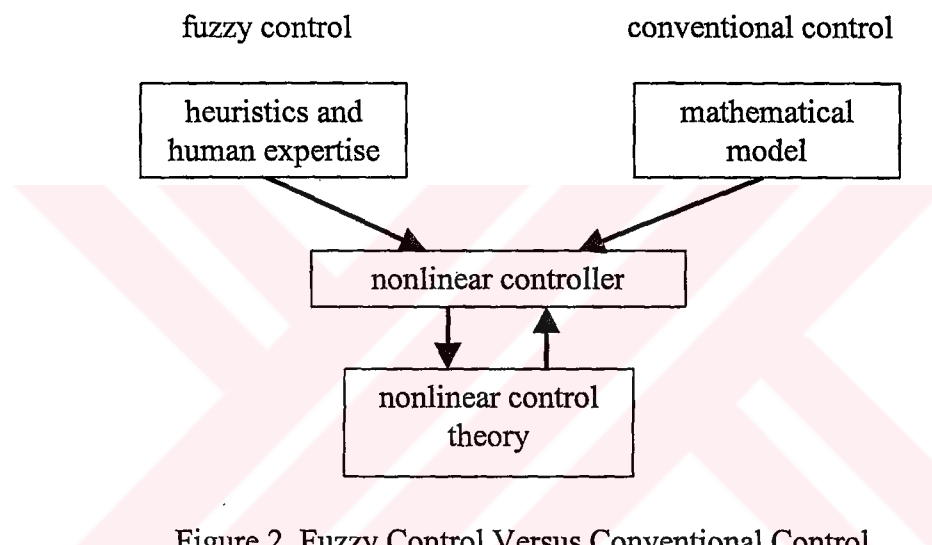 fuzzy control
conventional control
heuristics and
human expertise
mathematical
model
nonlinear controller
nonlinear control
theory
Figure 2. Fuzzy Control Versus Conventional Control